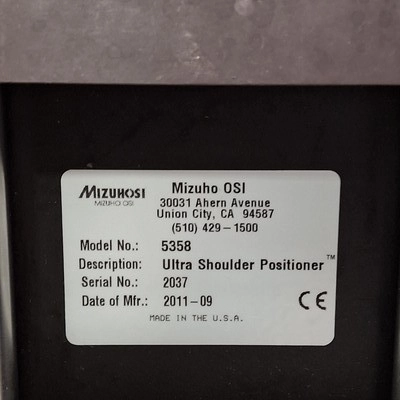 MIZUHOSI
MIZUHO OSI
Mizuho OSI
30031 Ahern Avenue
Union City, CA 94587
(510) 429-1500
Model No.: 5358
Description: Ultra Shoulder Positioner™
Serial No.: 2037
Date of Mfr.: 2011-09
CE
MADE IN THE U.S.A.